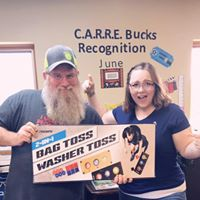 C.A.R.R.E. Bucks
Recognition
June
2-IN-1
BAG TOSS
WASHER TOSS